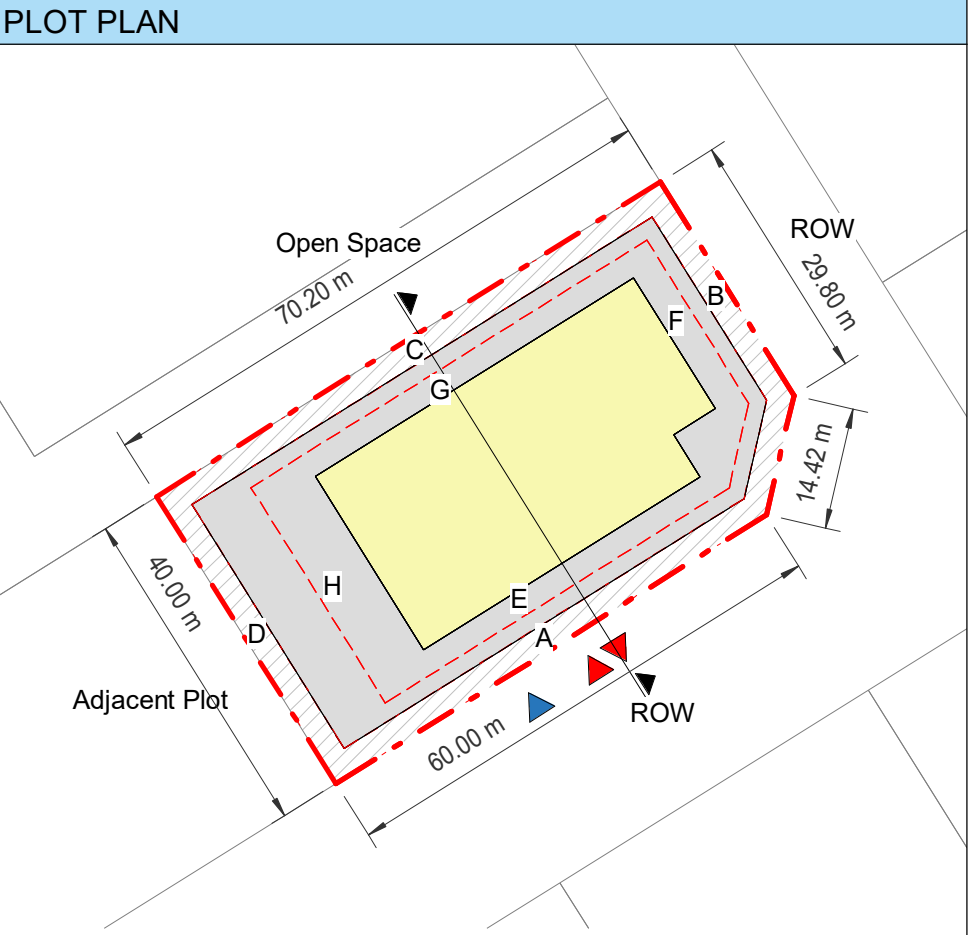 PLOT PLAN
Open Space
ROW
70.20 m
29.80 m
B
F
C
G
14.42 m
40.00 m
H
E
D
A
Adjacent Plot
ROW
60.00 m